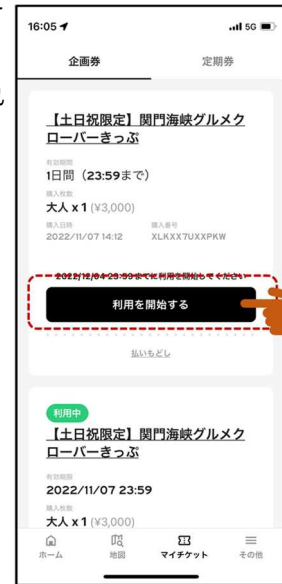 16:05
5G
企画券
定期券
【土日祝限定】関門海峡グルメク
ローバーきっぷ
有効期間
1日間（23:59まで）
購入枚数
大人 x 1 (¥3,000)
購入日時
購入番号
2022/11/07 14:12
XLKXX7UXXPKW
2022/12/04 23:59までに利用を開始してください
利用を開始する
払いもどし
利用中
【土日祝限定】関門海峡グルメク
ローバーきっぷ
有効期間
2022/11/07 23:59
購入枚数
大人 x 1 (¥3,000)
ホーム
地図
マイチケット
その他